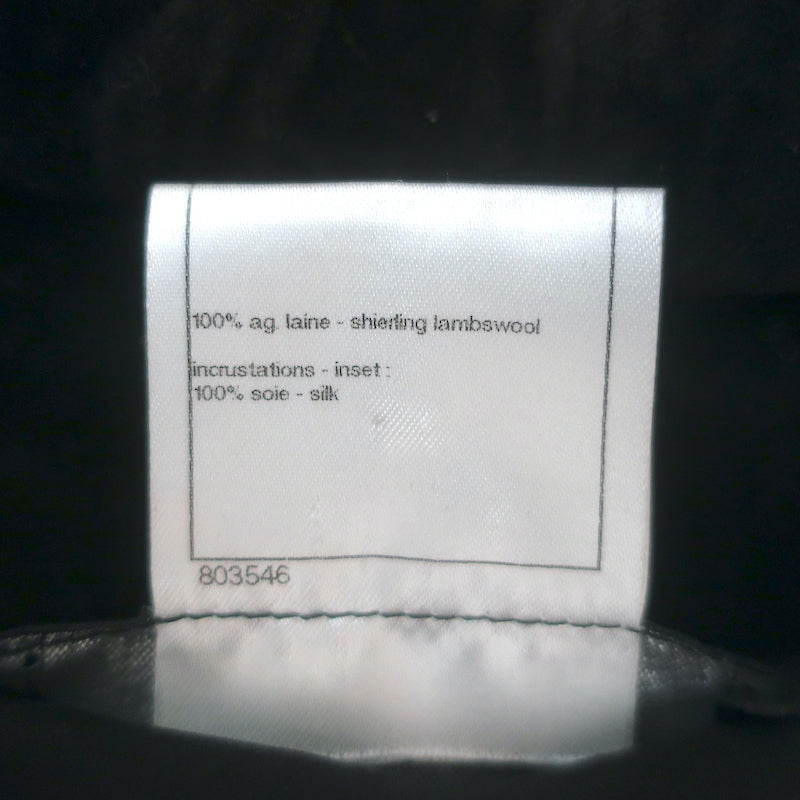 100% ag. laine - shierling lambswool
incrustations - inset :
100% soie - silk
803546